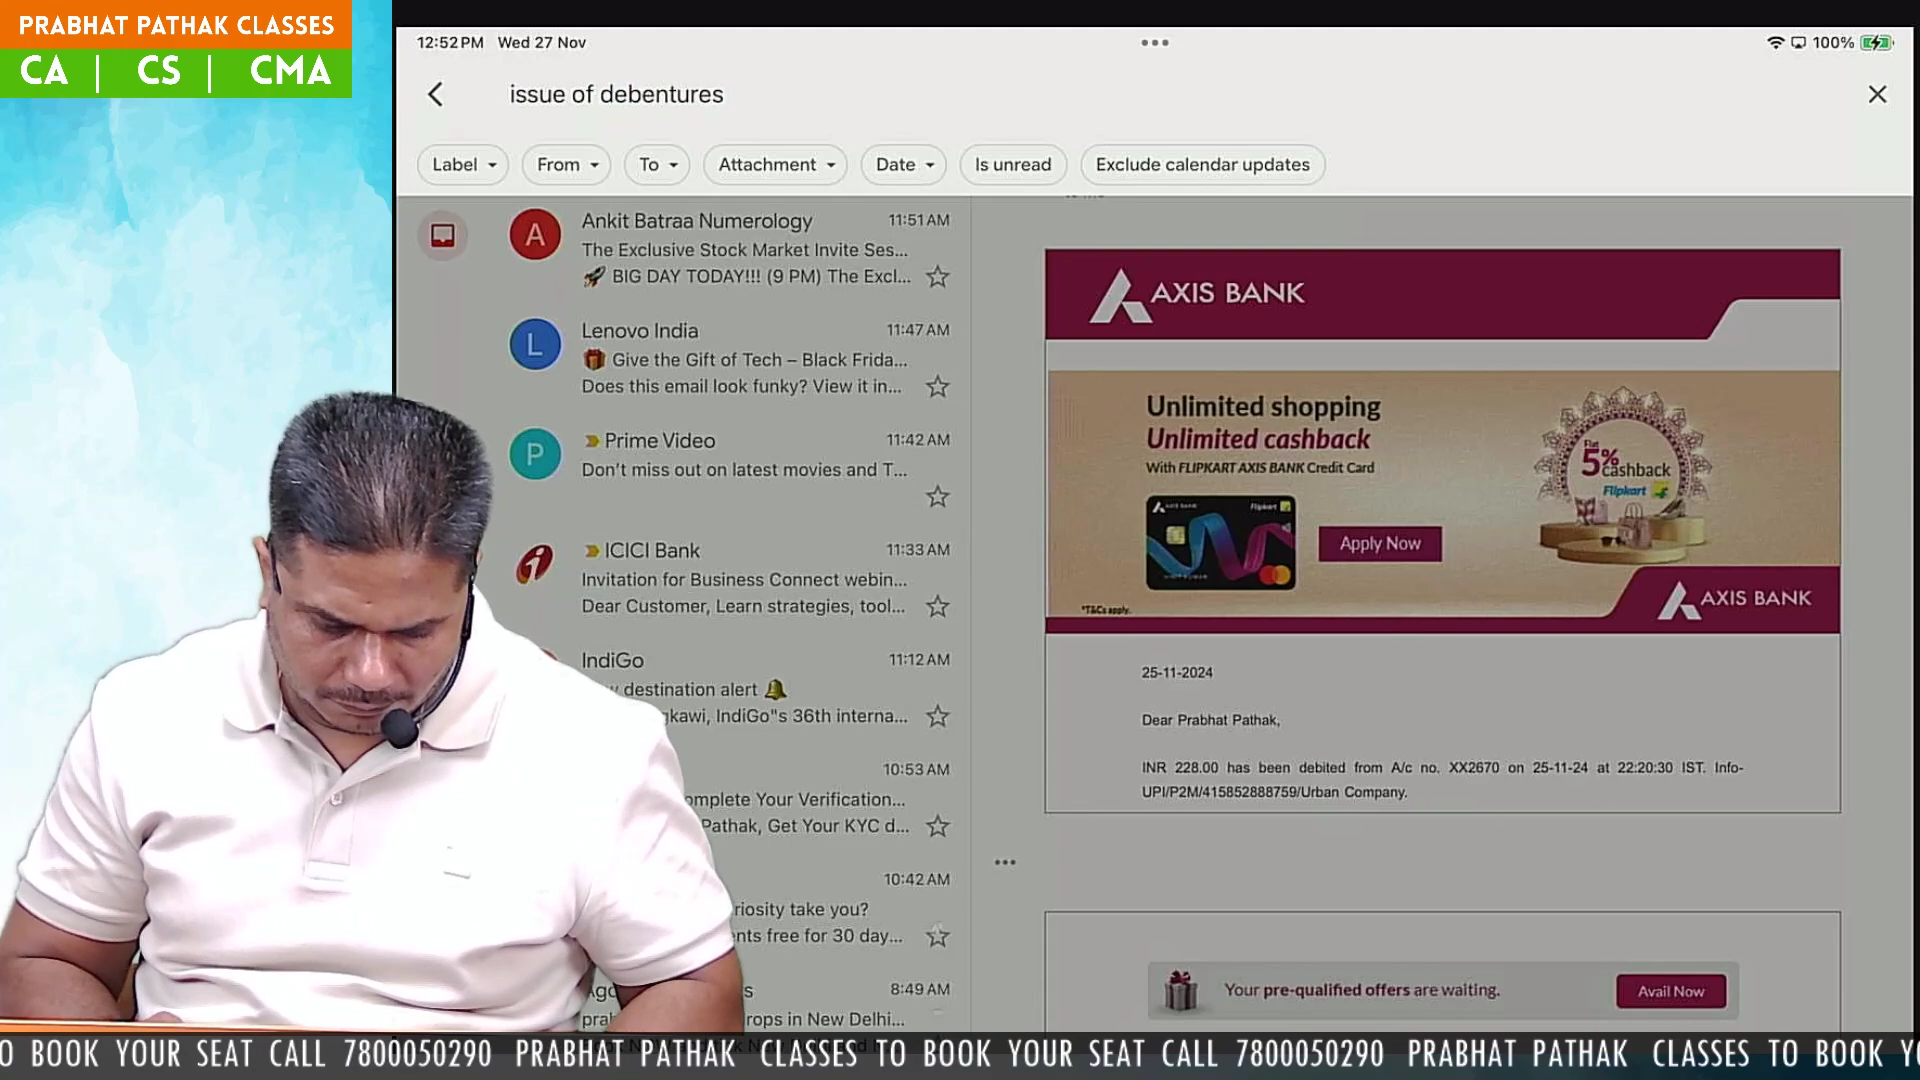 PRABHAT PATHAK CLASSES
CA | CS | CMA
12:52 PM Wed 27 Nov
100%
issue of debentures
Label
From
To
Attachment
Date
Is unread
Exclude calendar updates
A
Ankit Batraa Numerology 11:51 AM
The Exclusive Stock Market Invite Ses...
🚀 BIG DAY TODAY!!! (9 PM) The Excl...
L
Lenovo India 11:47 AM
🎁 Give the Gift of Tech – Black Frida...
Does this email look funky? View it in...
P
Prime Video 11:42 AM
Don't miss out on latest movies and T...
ICICI Bank 11:33 AM
Invitation for Business Connect webin...
Dear Customer, Learn strategies, tool...
IndiGo 11:12 AM
destination alert 🔔
IndiGo"s 36th interna...
10:53 AM
Your Verification...
Pathak, Get Your KYC d...
10:42 AM
take you?
free for 30 day...
8:49 AM
in New Delhi...
AXIS BANK
Unlimited shopping
Unlimited cashback
With FLIPKART AXIS BANK Credit Card
AXIS BANK
Flipkart
Apply Now
Flat
5%
cashback
Flipkart
*T&Cs apply.
AXIS BANK
25-11-2024
Dear Prabhat Pathak,
INR 228.00 has been debited from A/c no. XX2670 on 25-11-24 at 22:20:30 IST. Info-
UPI/P2M/415852888759/Urban Company.
Your pre-qualified offers are waiting.
Avail Now
O BOOK YOUR SEAT CALL 7800050290 PRABHAT PATHAK CLASSES TO BOOK YOUR SEAT CALL 7800050290 PRABHAT PATHAK CLASSES TO BOOK